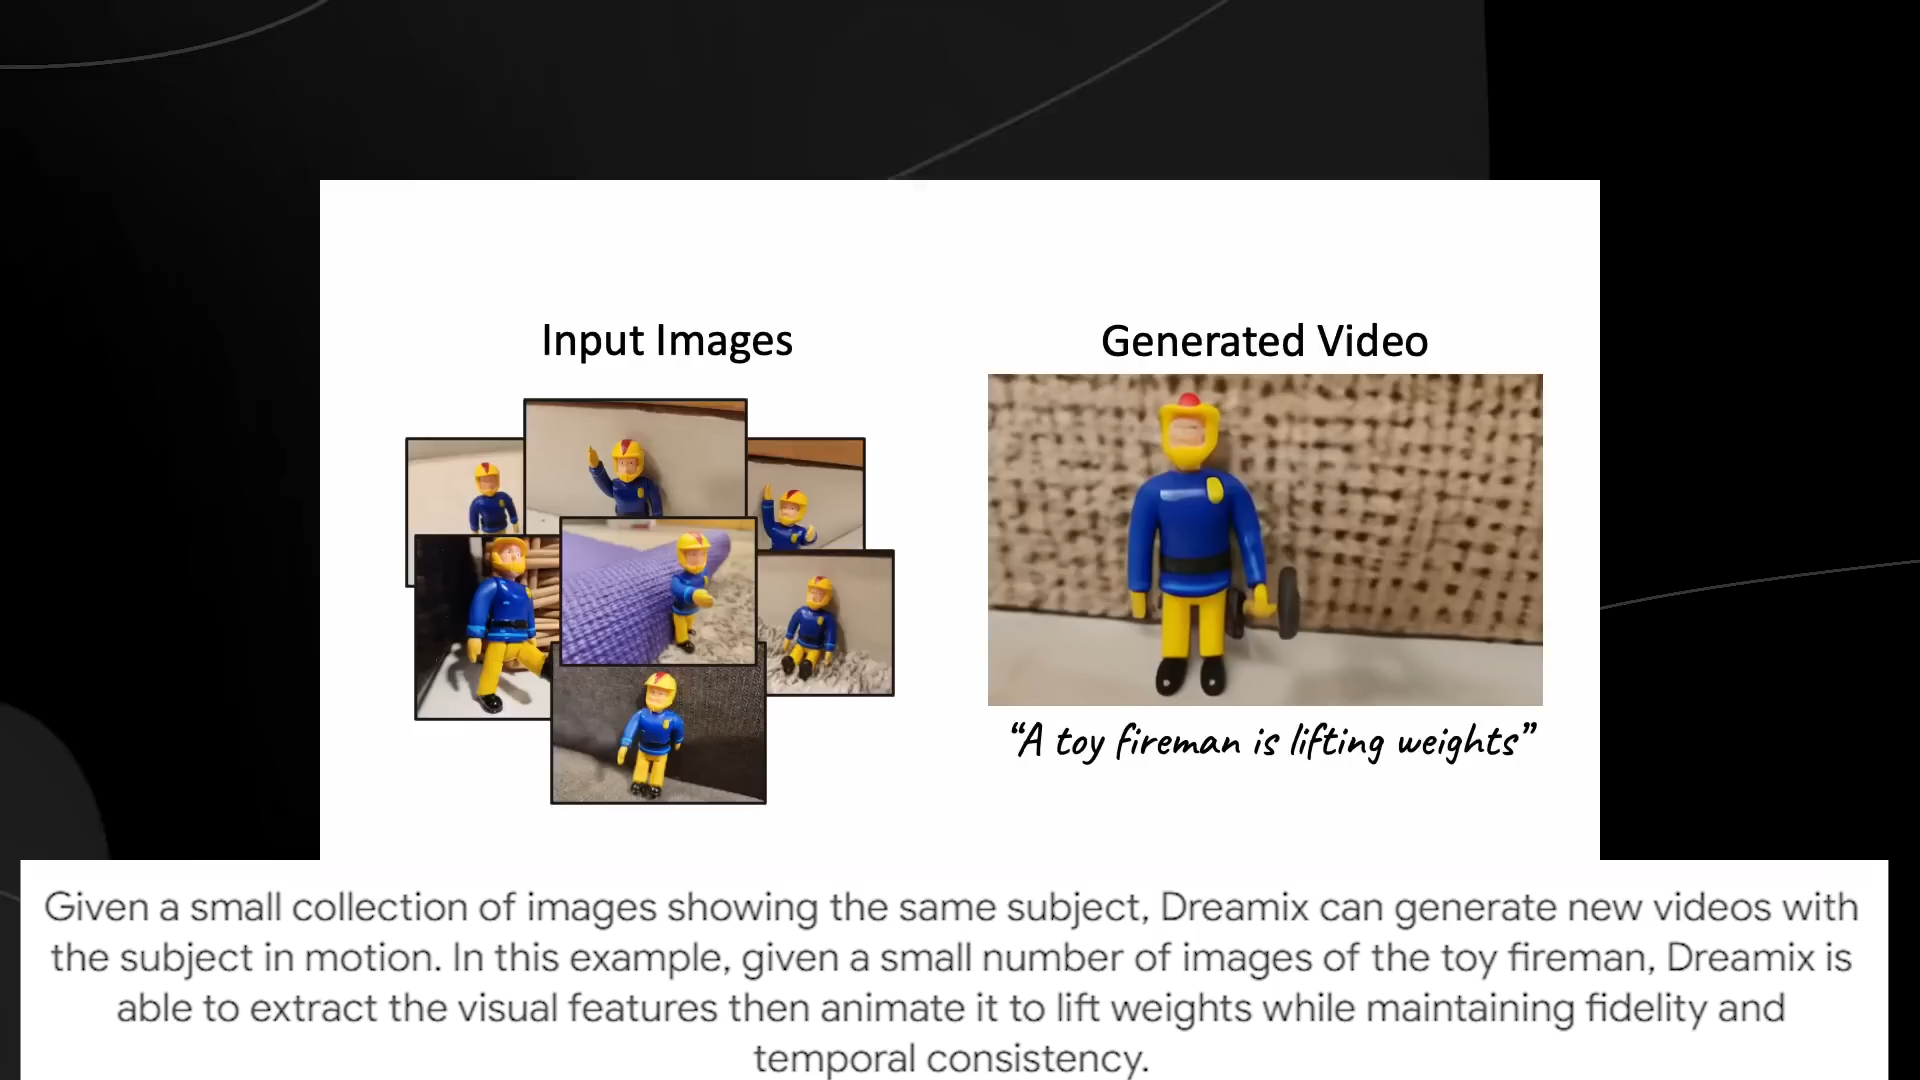 Input Images
Generated Video
“A toy fireman is lifting weights”
Given a small collection of images showing the same subject, Dreamix can generate new videos with
the subject in motion. In this example, given a small number of images of the toy fireman, Dreamix is
able to extract the visual features then animate it to lift weights while maintaining fidelity and
temporal consistency.